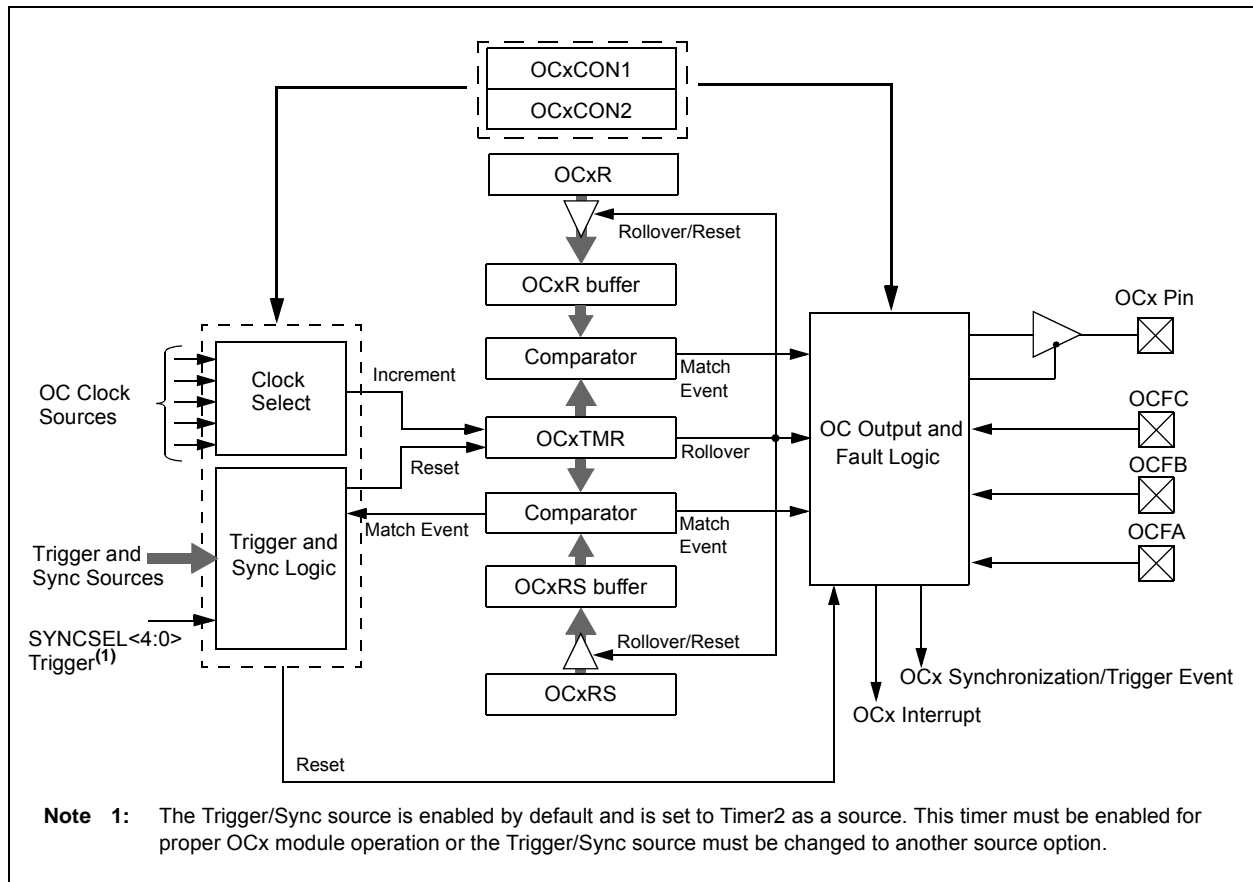 OCxCON1
OCxCON2
OCxR
Rollover/Reset
OCxR buffer
OCx Pin
Comparator
Match
Event
Clock
Select
Increment
OC Clock
Sources
OCFC
OCxTMR
Rollover
OC Output and
Fault Logic
Reset
OCFB
Comparator
Match Event
Match
Event
Trigger and
Sync Logic
OCFA
Trigger and
Sync Sources
OCxRS buffer
SYNCSEL<4:0>
Trigger(1)
Rollover/Reset
OCxRS
OCx Synchronization/Trigger Event
OCx Interrupt
Reset
Note 1: The Trigger/Sync source is enabled by default and is set to Timer2 as a source. This timer must be enabled for
proper OCx module operation or the Trigger/Sync source must be changed to another source option.